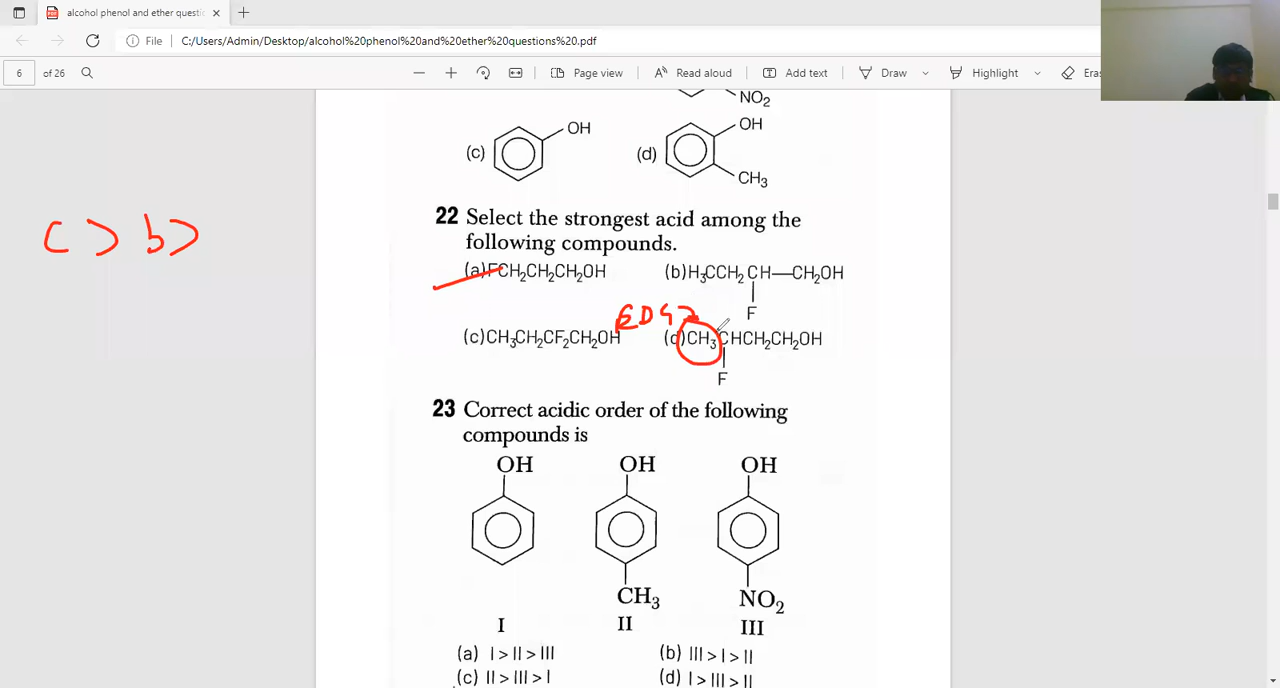 alcohol phenol and ether questi
File C:/Users/Admin/Desktop/alcohol%20phenol%20and%20ether%20questions%20.pdf
6 of 26 Page view Read aloud Add text Draw Highlight Eras
NO2
(c) OH (d) OH
CH3
22 Select the strongest acid among the
following compounds.
c > b >
(a)FCH2CH2CH2OH (b)H3CCH2CH—CH2OH
F
EDG
(c)CH3CH2CF2CH2OH (d)CH3CHCH2CH2OH
F
23 Correct acidic order of the following
compounds is
OH OH OH
CH3 NO2
I II III
(a) I > II > III (b) III > I > II
(c) II > III > I (d) I > III > II